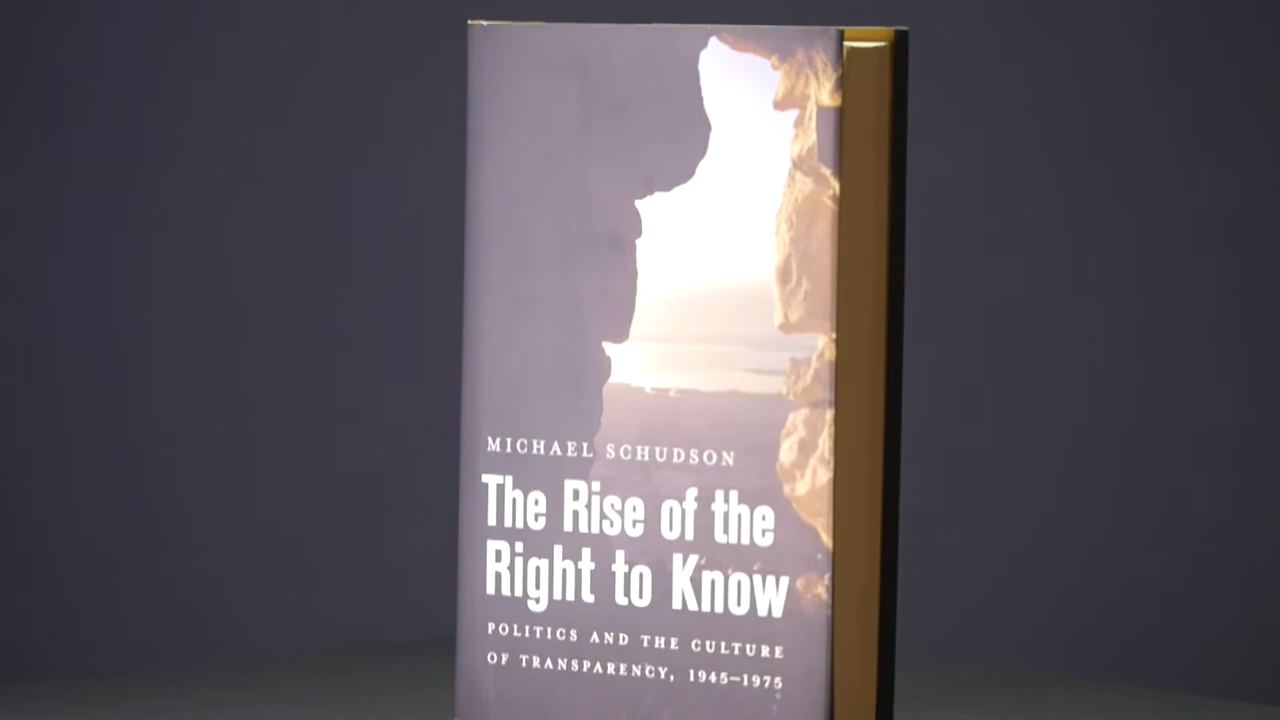 MICHAEL SCHUDSON
The Rise of the
Right to Know
POLITICS AND THE CULTURE
OF TRANSPARENCY, 1945–1975